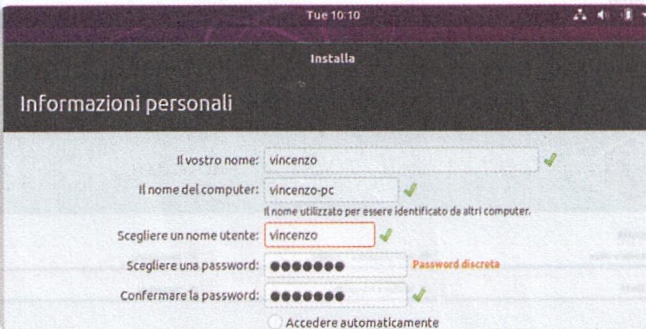 Tue 10:10
Installa
Informazioni personali
Il vostro nome: vincenzo
Il nome del computer: vincenzo-pc
Il nome utilizzato per essere identificato da altri computer.
Scegliere un nome utente: vincenzo
Scegliere una password: ●●●●●●● Password discreta
Confermare la password: ●●●●●●●
Accedere automaticamente